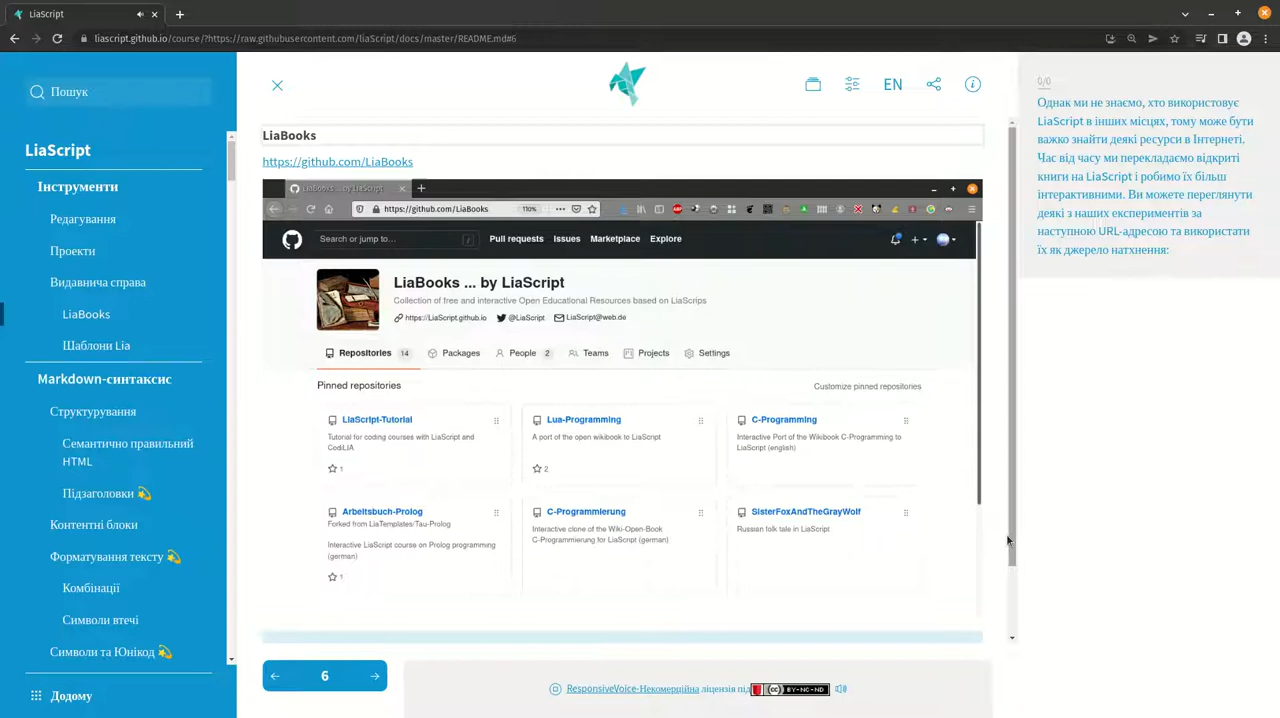 LiaScript
liascript.github.io/course/?https://raw.githubusercontent.com/liaScript/docs/master/README.md#6
Пошук
LiaScript
Інструменти
Редагування
Проекти
Видавнича справа
LiaBooks
Шаблони Lia
Markdown-синтаксис
Структурування
Семантично правильний
HTML
Підзаголовки 💫
Контентні блоки
Форматування тексту 💫
Комбінації
Символи втечі
Символи та Юнікод 💫
Додому
EN
LiaBooks
https://github.com/LiaBooks
LiaBooks ... by LiaScript
https://github.com/LiaBooks
110%
Search or jump to…
Pull requests Issues Marketplace Explore
LiaBooks ... by LiaScript
Collection of free and interactive Open Educational Resources based on LiaScrips
https://LiaScript.github.io @LiaScript LiaScript@web.de
Repositories 14 Packages People 2 Teams Projects Settings
Pinned repositories
Customize pinned repositories
LiaScript-Tutorial
Tutorial for coding courses with LiaScript and
CodiLIA
1
Lua-Programming
A port of the open wikibook to LiaScript
2
C-Programming
Interactive Port of the Wikibook C-Programming to
LiaScript (english)
Arbeitsbuch-Prolog
Forked from LiaTemplates/Tau-Prolog
Interactive LiaScript course on Prolog programming
(german)
1
C-Programmierung
Interactive clone of the Wiki-Open-Book
C-Programmierung for LiaScript (german)
SisterFoxAndTheGrayWolf
Russian folk tale in LiaScript
6
ResponsiveVoice-Некомерційна ліцензія під
CC BY-NC-ND
0/0
Однак ми не знаємо, хто використовує
LiaScript в інших місцях, тому може бути
важко знайти деякі ресурси в Інтернеті.
Час від часу ми перекладаємо відкриті
книги на LiaScript і робимо їх більш
інтерактивними. Ви можете переглянути
деякі з наших експериментів за
наступною URL-адресою та використати
їх як джерело натхнення: